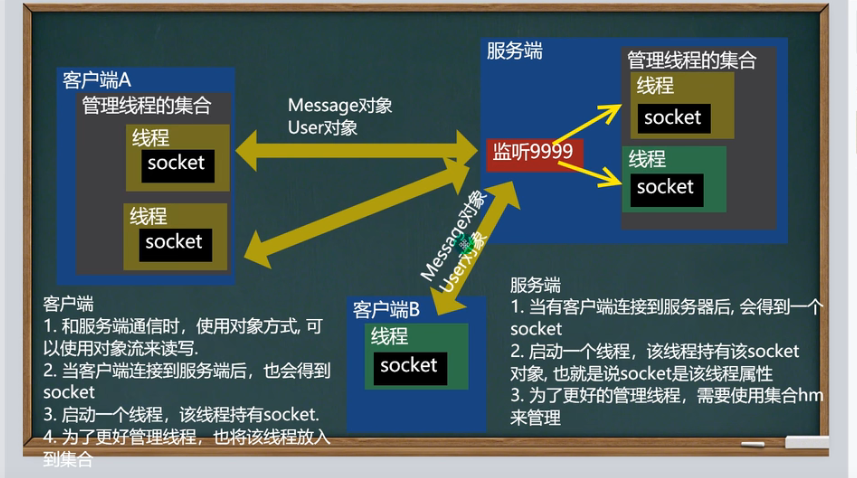 客户端A
管理线程的集合
线程
socket
线程
socket
Message对象
User对象
服务端
监听9999
管理线程的集合
线程
socket
线程
socket
Message对象
User对象
客户端B
线程
socket
客户端
1. 和服务端通信时，使用对象方式, 可
以使用对象流来读写.
2. 当客户端连接到服务端后，也会得到
socket
3. 启动一个线程，该线程持有socket.
4. 为了更好管理线程，也将该线程放入
到集合
服务端
1. 当有客户端连接到服务器后, 会得到一个
socket
2. 启动一个线程，该线程持有该socket
对象, 也就是说socket是该线程属性
3. 为了更好的管理线程，需要使用集合hm
来管理